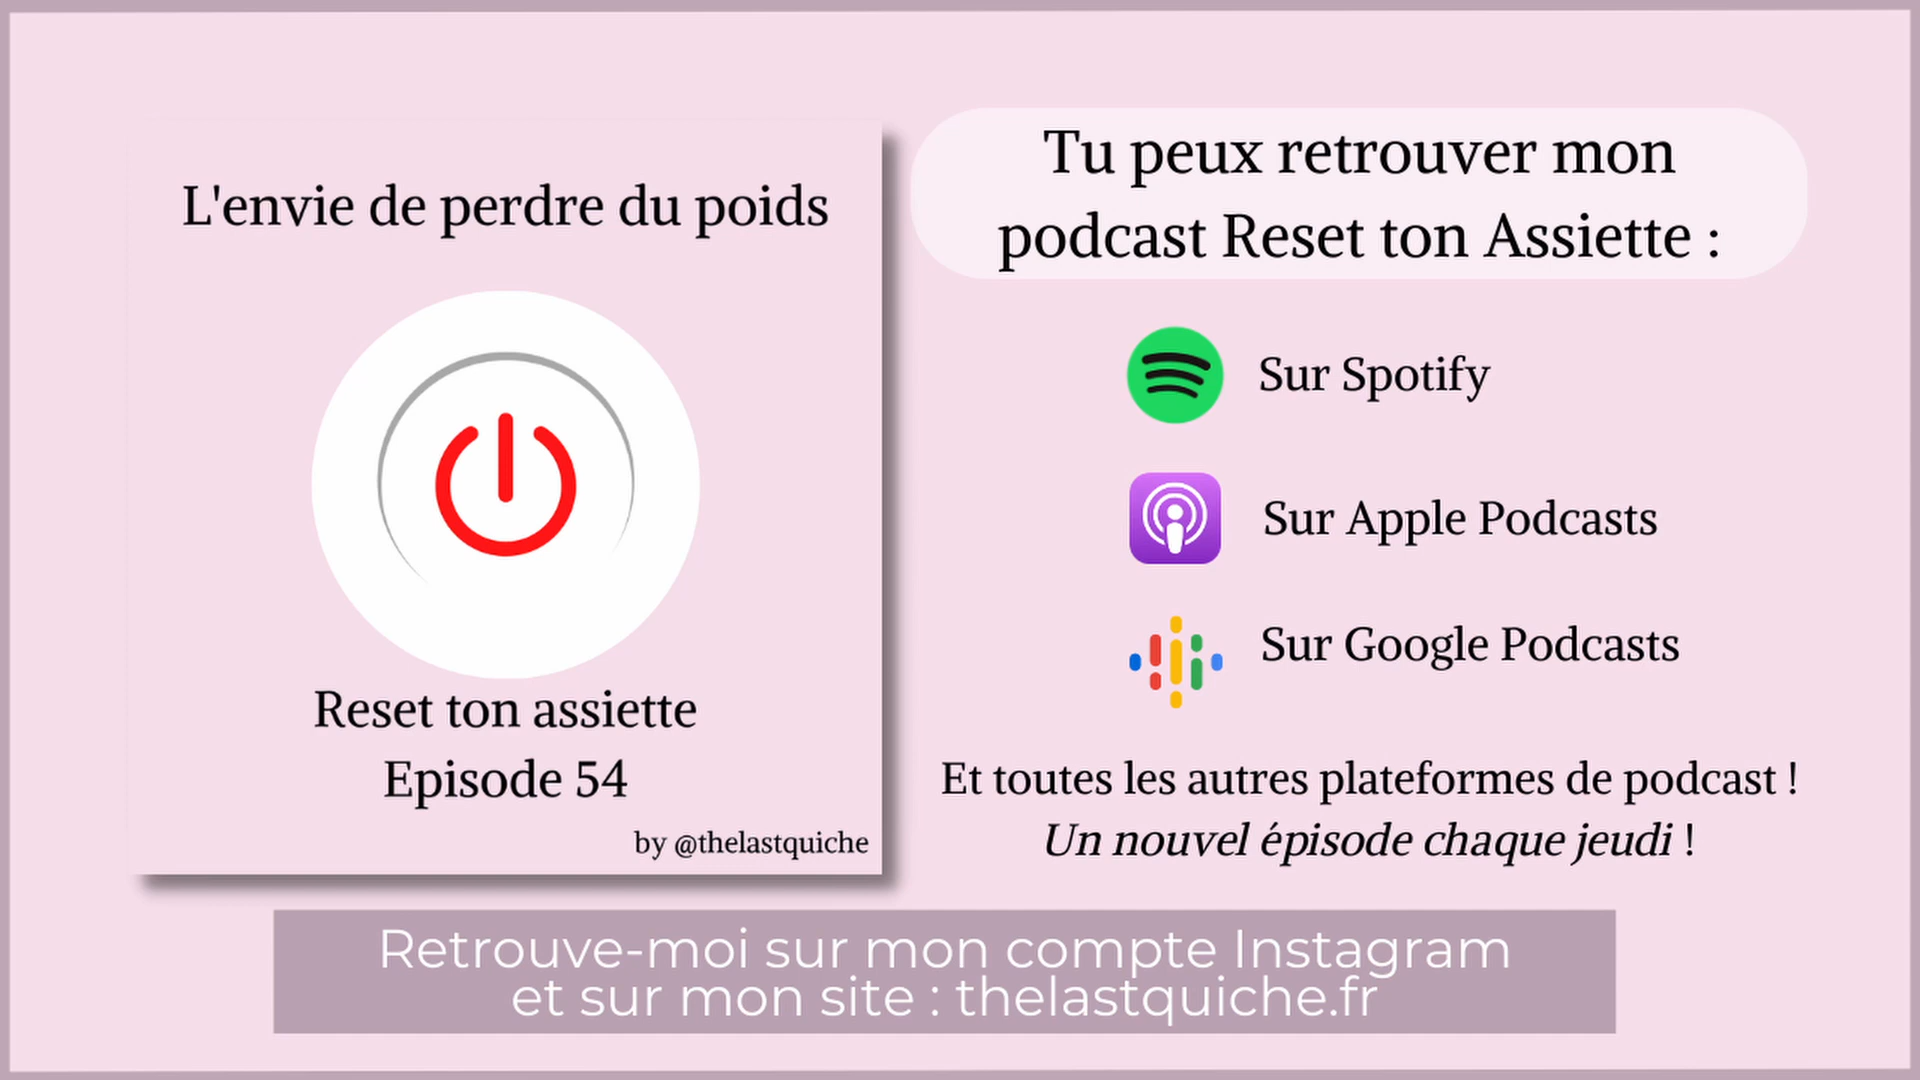 L'envie de perdre du poids
Reset ton assiette
Episode 54
by @thelastquiche
Tu peux retrouver mon
podcast Reset ton Assiette :
Sur Spotify
Sur Apple Podcasts
Sur Google Podcasts
Et toutes les autres plateformes de podcast !
Un nouvel épisode chaque jeudi !
Retrouve-moi sur mon compte Instagram
et sur mon site : thelastquiche.fr